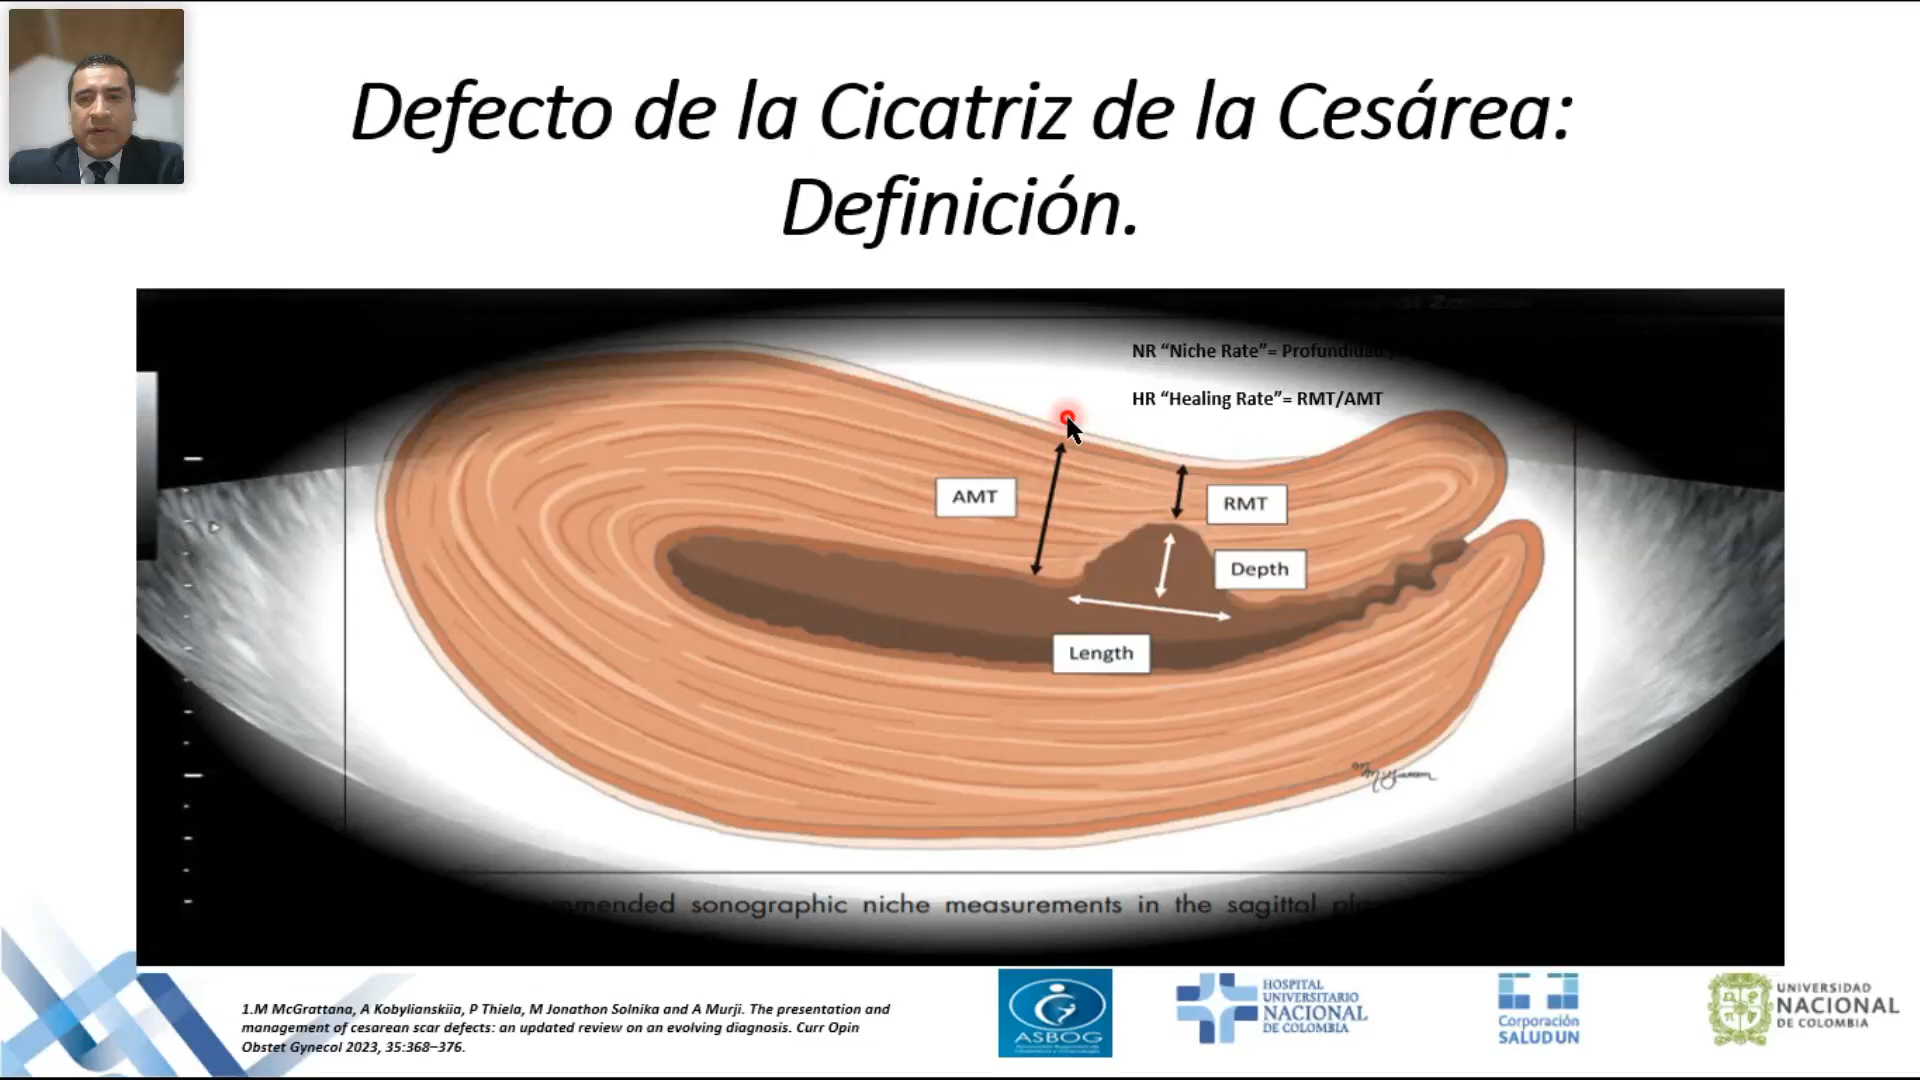 Defecto de la Cicatriz de la Cesárea:
Definición.
NR “Niche Rate”= Profundidad
HR “Healing Rate”= RMT/AMT
AMT
RMT
Depth
Length
mmended sonographic niche measurements in the sagittal
1.M McGrattana, A Kobylianskiia, P Thiela, M Jonathon Solnika and A Murji. The presentation and
management of cesarean scar defects: an updated review on an evolving diagnosis. Curr Opin
Obstet Gynecol 2023, 35:368–376.
ASBOG
HOSPITAL
UNIVERSITARIO
NACIONAL
DE COLOMBIA
Corporación
SALUD UN
UNIVERSIDAD
NACIONAL
DE COLOMBIA